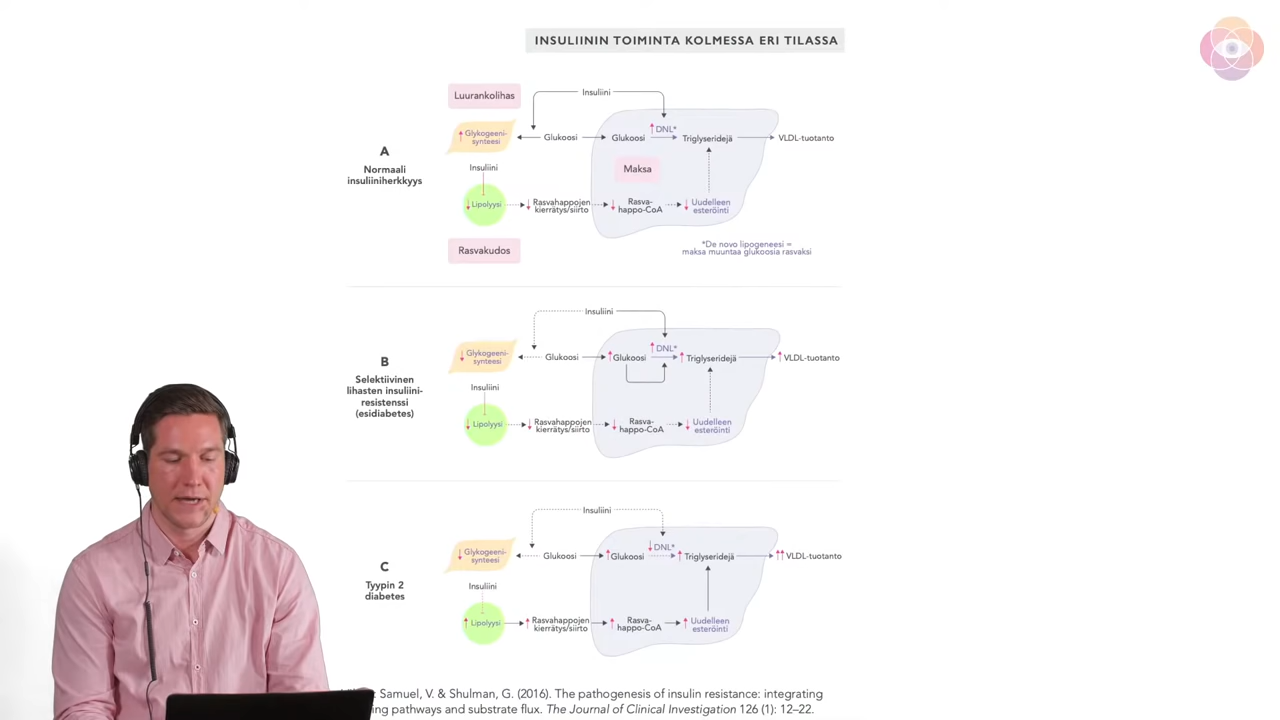 INSULIININ TOIMINTA KOLMESSA ERI TILASSA
Luurankolihas
Insuliini
Glykogeeni-
synteesi
Glukoosi
Glukoosi
DNL*
Triglyseridejä
VLDL-tuotanto
A
Normaali
insuliiniherkkyys
Insuliini
Maksa
Lipolyysi
Rasvahappojen
kierrätys/siirto
Rasva-
happo-CoA
Uudelleen
esteröinti
Rasvakudos
*De novo lipogeneesi =
maksa muuntaa glukoosia rasvaksi
Insuliini
Glykogeeni-
synteesi
Glukoosi
Glukoosi
DNL*
Triglyseridejä
VLDL-tuotanto
B
Selektiivinen
lihasten insuliini-
resistenssi
(esidiabetes)
Insuliini
Lipolyysi
Rasvahappojen
kierrätys/siirto
Rasva-
happo-CoA
Uudelleen
esteröinti
Insuliini
Glykogeeni-
synteesi
Glukoosi
Glukoosi
DNL*
Triglyseridejä
VLDL-tuotanto
C
Tyypin 2
diabetes
Insuliini
Lipolyysi
Rasvahappojen
kierrätys/siirto
Rasva-
happo-CoA
Uudelleen
esteröinti
Samuel, V. & Shulman, G. (2016). The pathogenesis of insulin resistance: integrating
pathways and substrate flux. The Journal of Clinical Investigation 126 (1): 12–22.